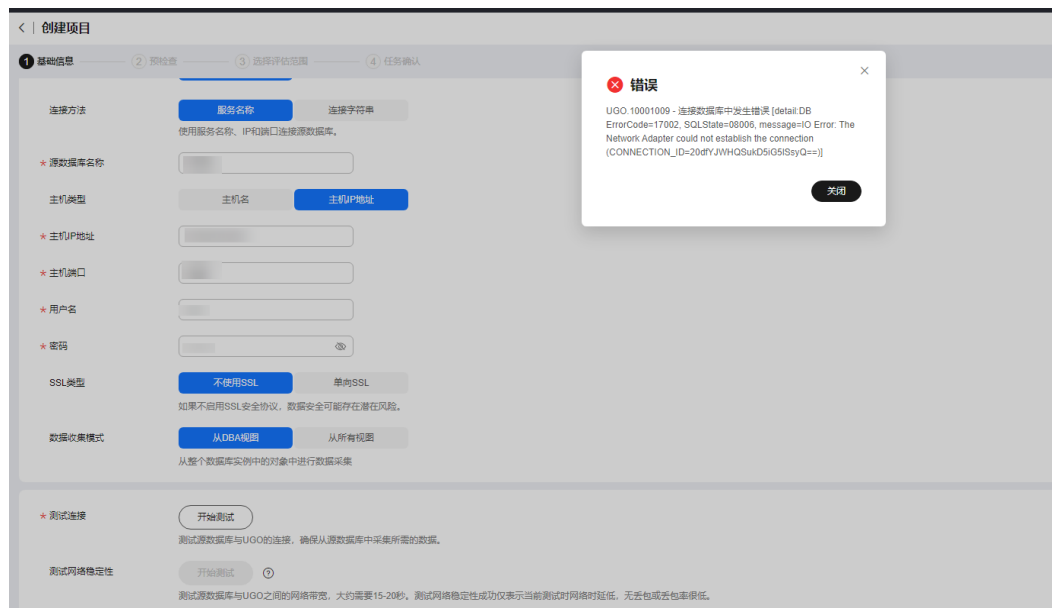 创建项目
1 基础信息 2 预检查 3 选择评估范围 4 任务确认
连接方法 服务名称 连接字符串
使用服务名称、IP和端口连接源数据库。
* 源数据库名称
主机类型 主机名 主机IP地址
* 主机IP地址
* 主机端口
* 用户名
* 密码
SSL类型 不使用SSL 单向SSL
如果不启用SSL安全协议，数据安全可能存在潜在风险。
数据收集模式 从DBA视图 从所有视图
从整个数据库实例中的对象中进行数据采集
* 测试连接 开始测试
测试源数据库与UGO的连接，确保从源数据库中采集所需的数据。
测试网络稳定性 开始测试
测试源数据库与UGO之间的网络带宽，大约需要15-20秒。测试网络稳定性成功仅表示当前测试时网络时延低，无丢包或丢包率很低。
错误
UGO.10001009 - 连接数据库中发生错误 [detail:DB
ErrorCode=17002, SQLState=08006, message=IO Error: The
Network Adapter could not establish the connection
(CONNECTION_ID=20dfYJWHQSukD5iG5ISsyQ==)]
关闭